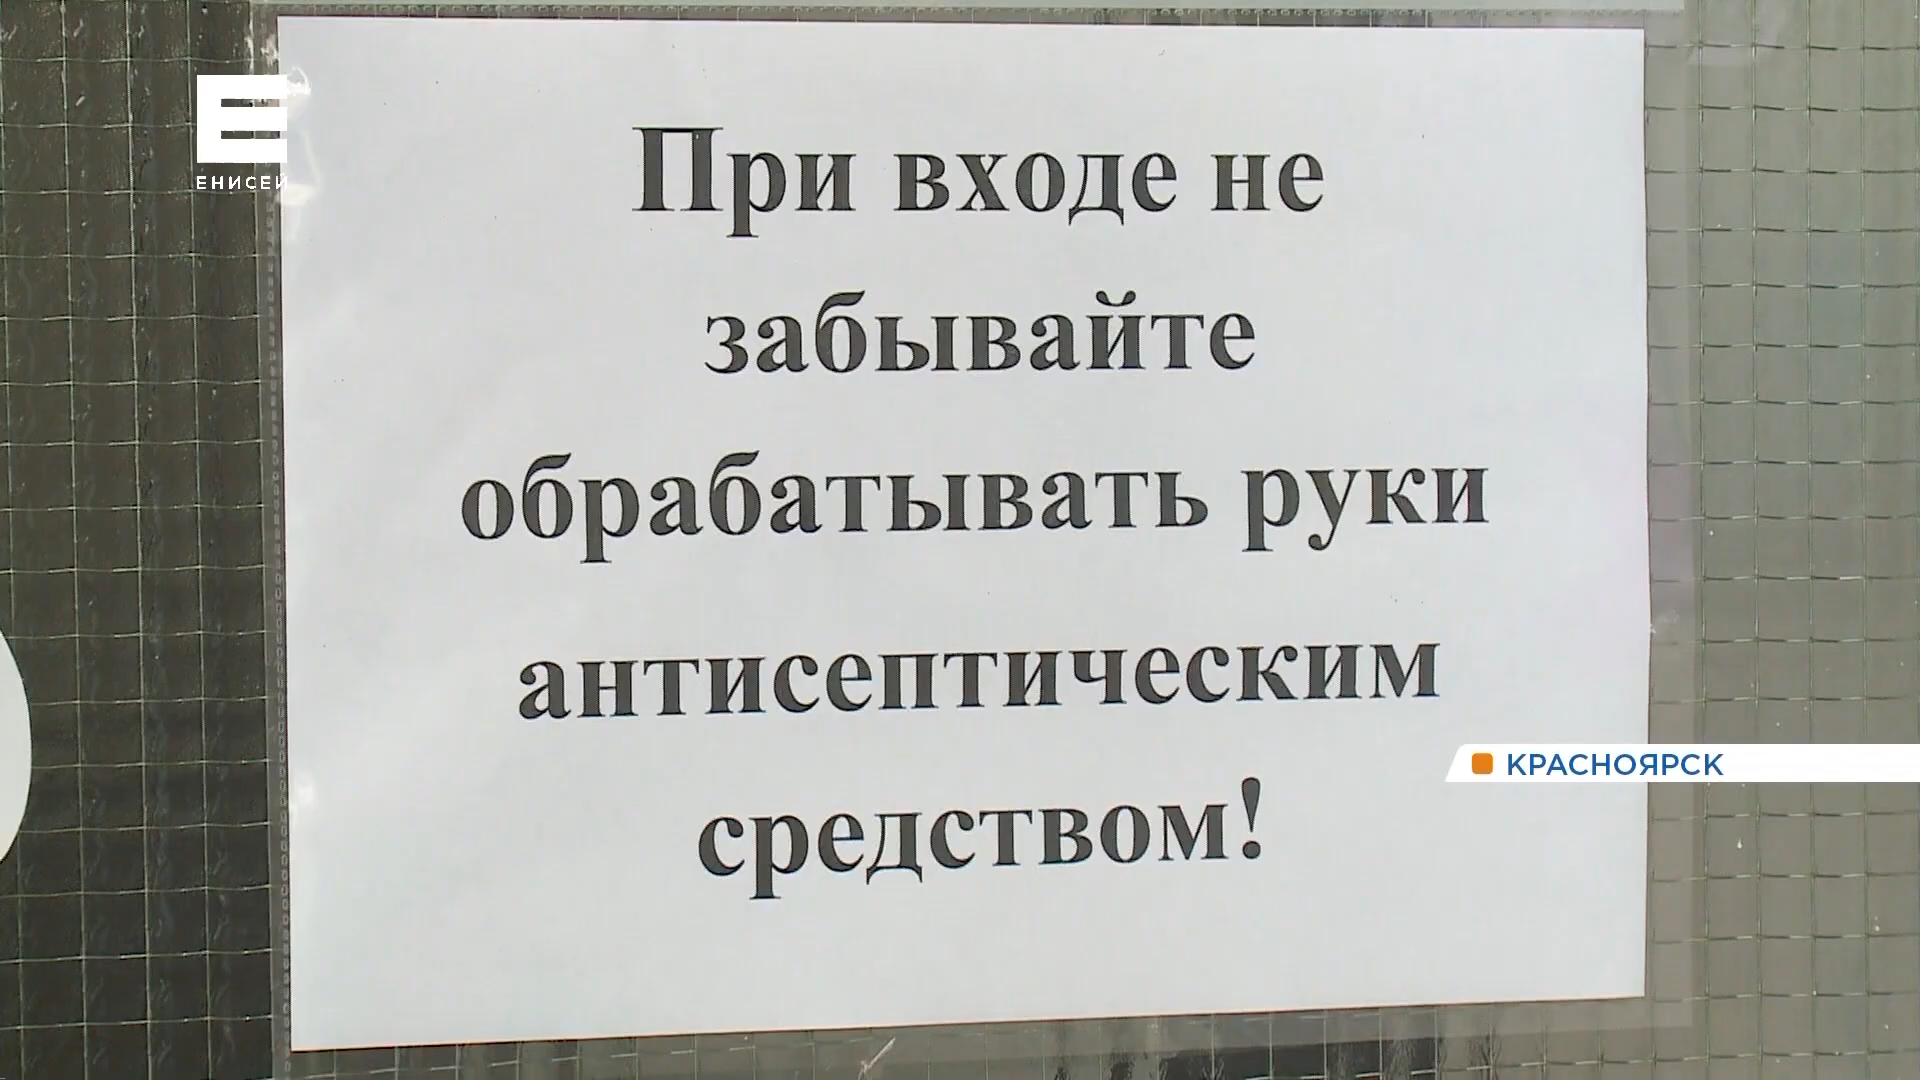 ЕНИСЕЙ
При входе не
забывайте
обрабатывать руки
антисептическим
средством!
КРАСНОЯРСК